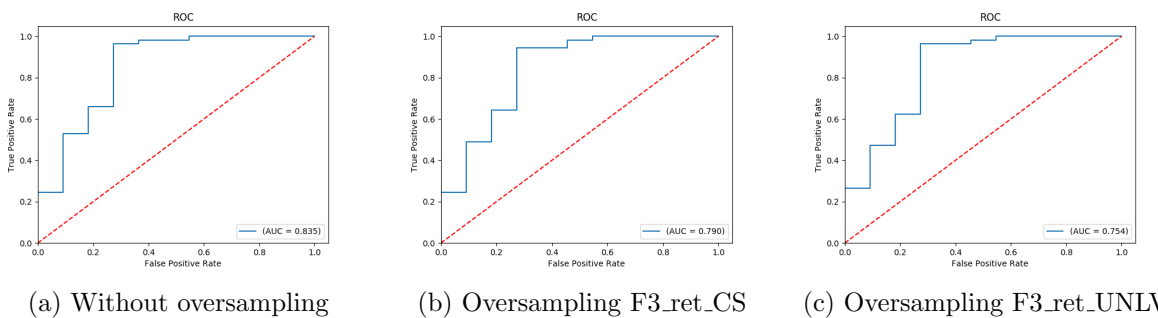 ROC
1.0
0.8
0.6
0.4
0.2
0.0
True Positive Rate
0.0 0.2 0.4 0.6 0.8 1.0
False Positive Rate
(AUC = 0.835)
(a) Without oversampling
ROC
1.0
0.8
0.6
0.4
0.2
0.0
True Positive Rate
0.0 0.2 0.4 0.6 0.8 1.0
False Positive Rate
(AUC = 0.790)
(b) Oversampling F3_ret_CS
ROC
1.0
0.8
0.6
0.4
0.2
0.0
True Positive Rate
0.0 0.2 0.4 0.6 0.8 1.0
False Positive Rate
(AUC = 0.754)
(c) Oversampling F3_ret_UNLV